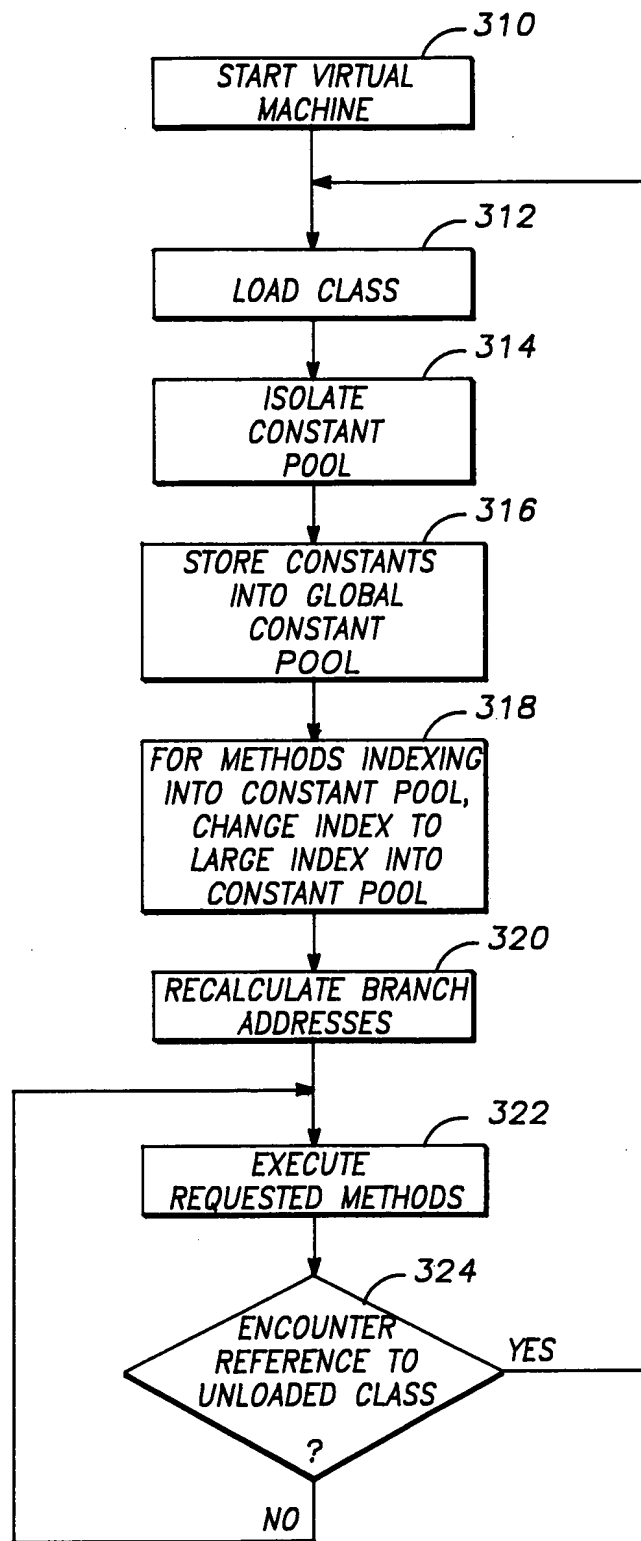 310
START VIRTUAL
MACHINE
312
LOAD CLASS
314
ISOLATE
CONSTANT
POOL
316
STORE CONSTANTS
INTO GLOBAL
CONSTANT
POOL
318
FOR METHODS INDEXING
INTO CONSTANT POOL,
CHANGE INDEX TO
LARGE INDEX INTO
CONSTANT POOL
320
RECALCULATE BRANCH
ADDRESSES
322
EXECUTE
REQUESTED METHODS
324
ENCOUNTER
REFERENCE TO
UNLOADED CLASS
?
YES
NO